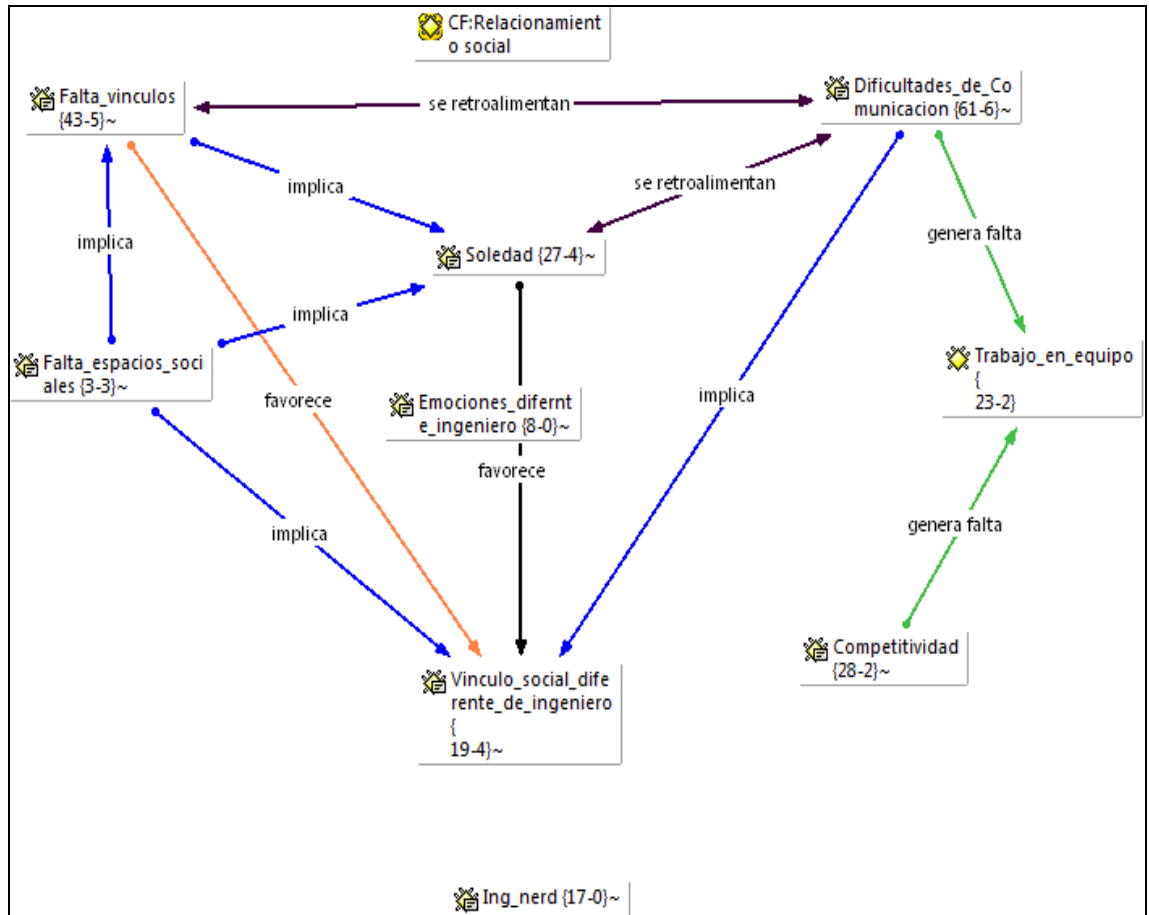 CF:Relacionamient
o social
Falta_vinculos
{43-5}~
se retroalimentan
Dificultades_de_Co
municacion {61-6}~
implica
se retroalimentan
implica
genera falta
Soledad {27-4}~
implica
Falta_espacios_soci
ales {3-3}~
favorece
Emociones_difernt
e_ingeniero {8-0}~
implica
Trabajo_en_equipo
{
23-2}
favorece
implica
genera falta
Competitividad
{28-2}~
Vinculo_social_dife
rente_de_ingeniero
{
19-4}~
Ing_nerd {17-0}~